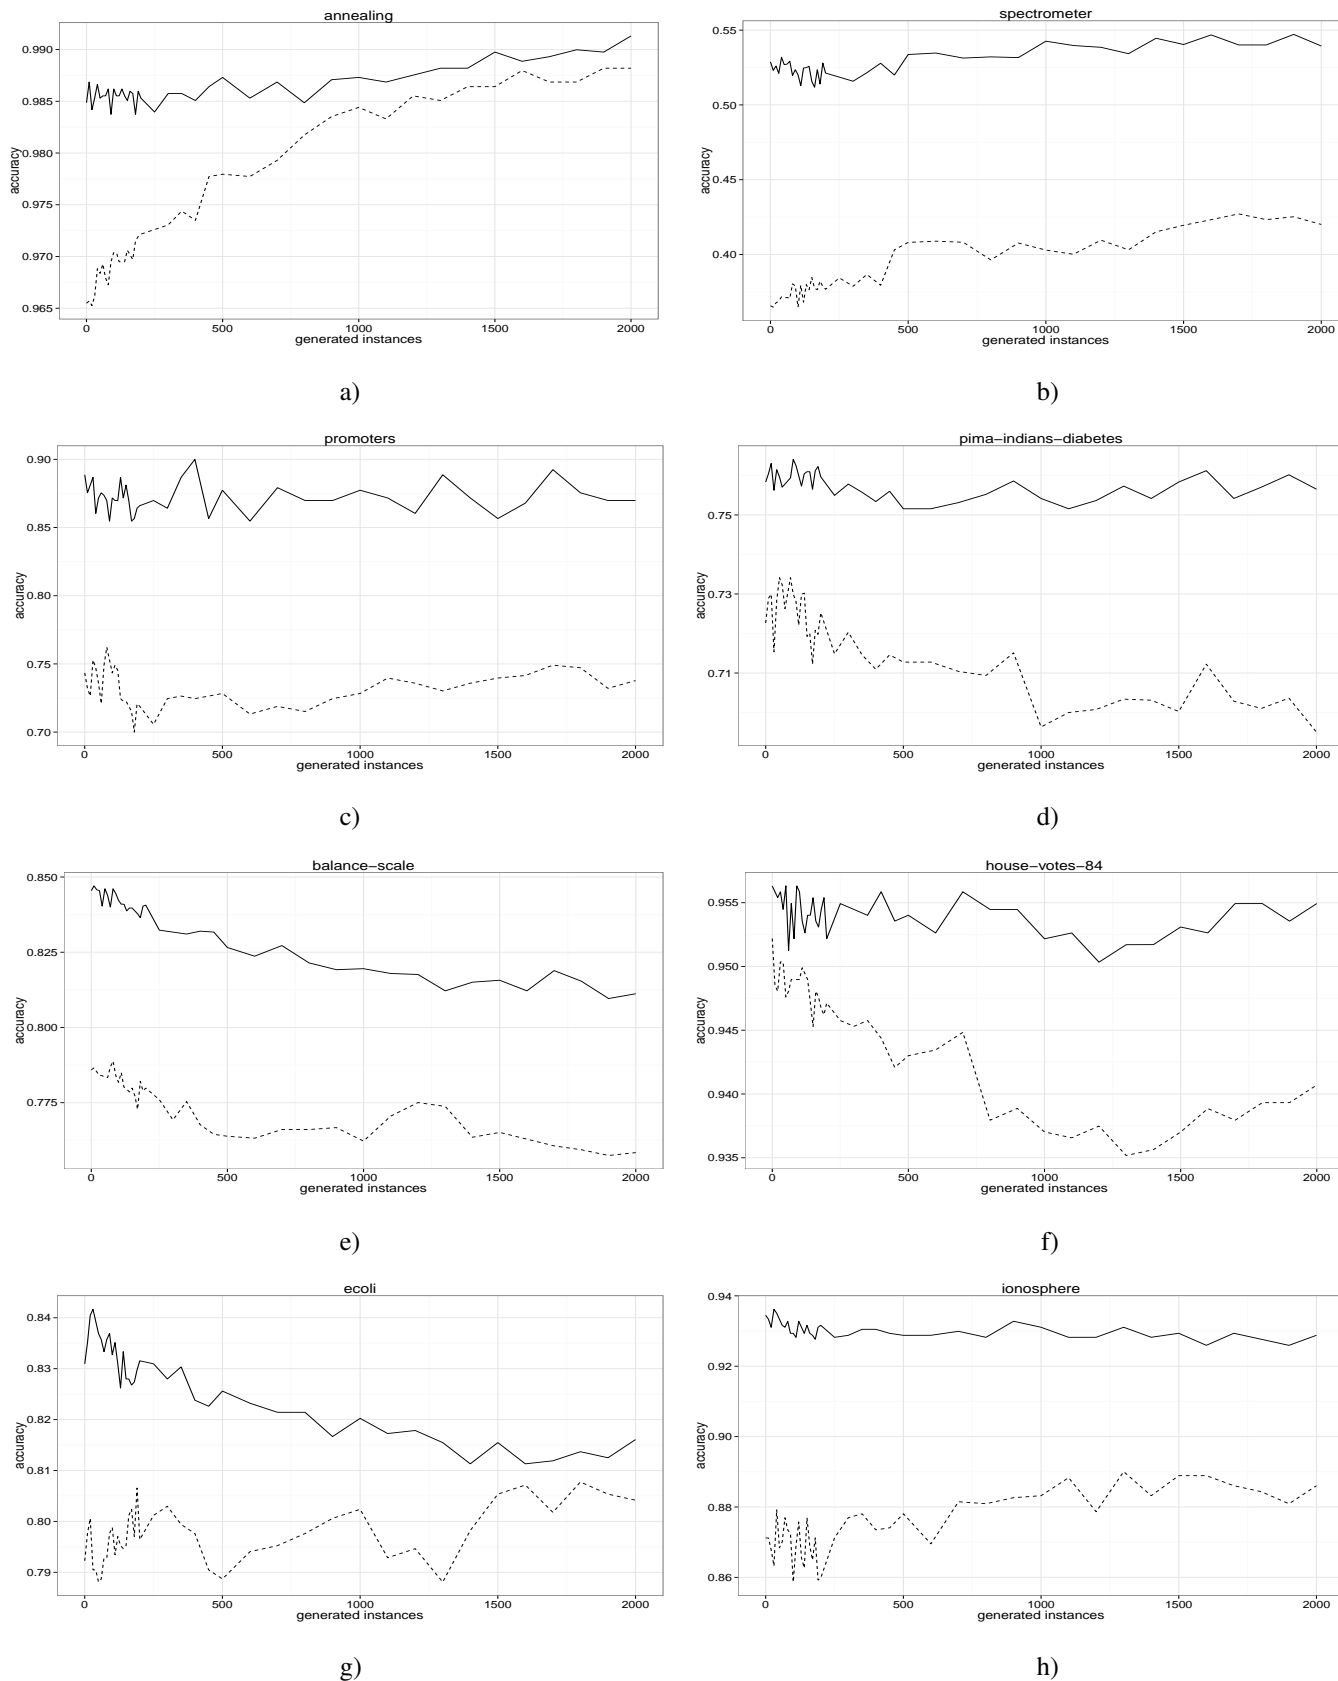 annealing
0.990
0.985
0.980
0.975
0.970
0.965
accuracy
0 500 1000 1500 2000
generated instances
a)
spectrometer
0.55
0.50
0.45
0.40
accuracy
0 500 1000 1500 2000
generated instances
b)
promoters
0.90
0.85
0.80
0.75
0.70
accuracy
0 500 1000 1500 2000
generated instances
c)
pima−indians−diabetes
0.75
0.73
0.71
accuracy
0 500 1000 1500 2000
generated instances
d)
balance−scale
0.850
0.825
0.800
0.775
accuracy
0 500 1000 1500 2000
generated instances
e)
house−votes−84
0.955
0.950
0.945
0.940
0.935
accuracy
0 500 1000 1500 2000
generated instances
f)
ecoli
0.84
0.83
0.82
0.81
0.80
0.79
accuracy
0 500 1000 1500 2000
generated instances
g)
ionosphere
0.94
0.92
0.90
0.88
0.86
accuracy
0 500 1000 1500 2000
generated instances
h)